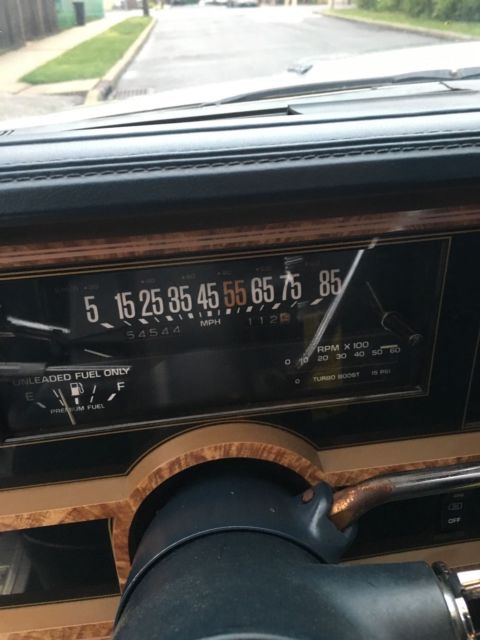 5 15 25 35 45 55 65 75 85
54544 MPH 112
RPM X 100
0 10 20 30 40 50 60
UNLEADED FUEL ONLY
0 TURBO BOOST 15 PSI
E F
PREMIUM FUEL
OFF